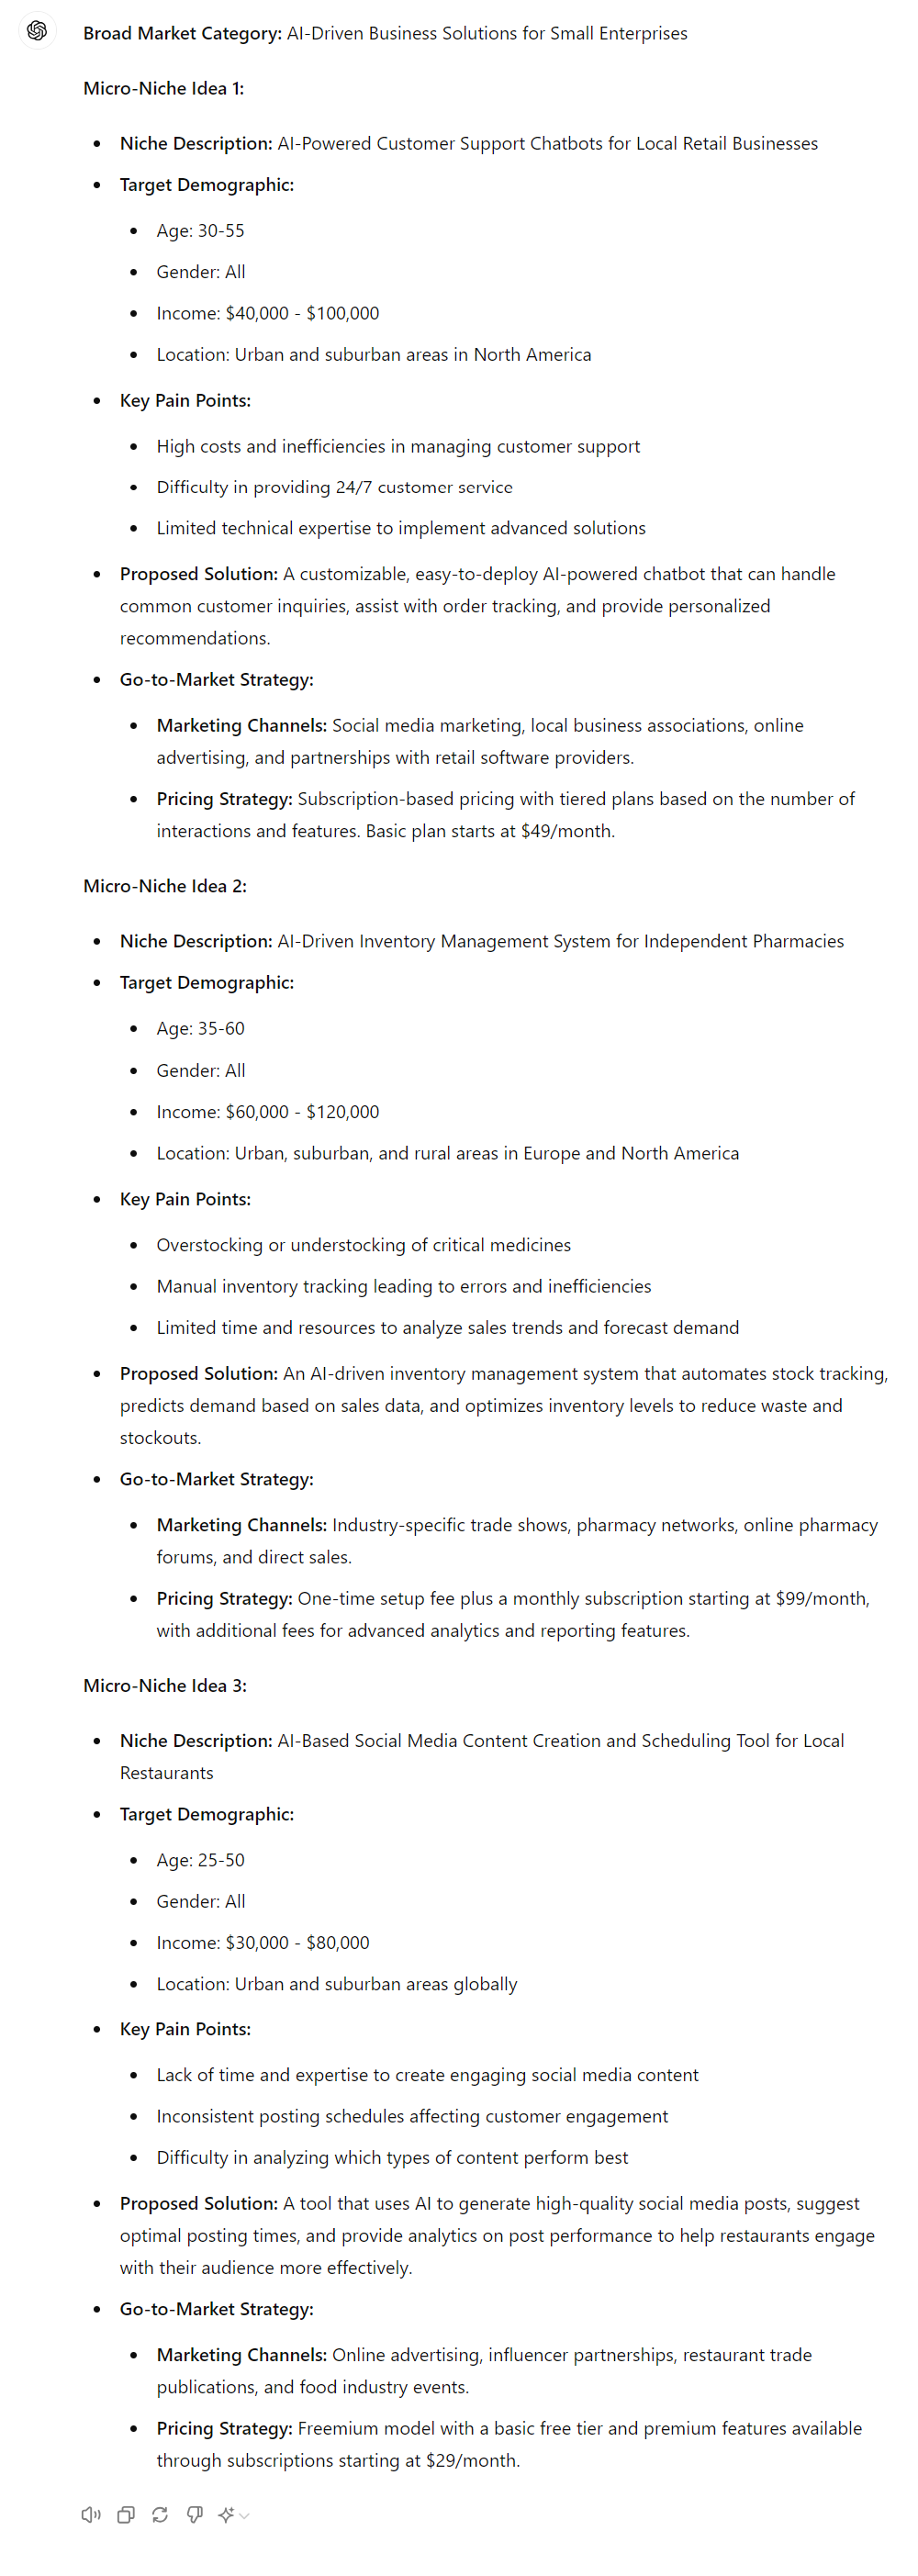 Broad Market Category: AI-Driven Business Solutions for Small Enterprises
Micro-Niche Idea 1:
Niche Description: AI-Powered Customer Support Chatbots for Local Retail Businesses
Target Demographic:
Age: 30-55
Gender: All
Income: $40,000 - $100,000
Location: Urban and suburban areas in North America
Key Pain Points:
High costs and inefficiencies in managing customer support
Difficulty in providing 24/7 customer service
Limited technical expertise to implement advanced solutions
Proposed Solution: A customizable, easy-to-deploy AI-powered chatbot that can handle
common customer inquiries, assist with order tracking, and provide personalized
recommendations.
Go-to-Market Strategy:
Marketing Channels: Social media marketing, local business associations, online
advertising, and partnerships with retail software providers.
Pricing Strategy: Subscription-based pricing with tiered plans based on the number of
interactions and features. Basic plan starts at $49/month.
Micro-Niche Idea 2:
Niche Description: AI-Driven Inventory Management System for Independent Pharmacies
Target Demographic:
Age: 35-60
Gender: All
Income: $60,000 - $120,000
Location: Urban, suburban, and rural areas in Europe and North America
Key Pain Points:
Overstocking or understocking of critical medicines
Manual inventory tracking leading to errors and inefficiencies
Limited time and resources to analyze sales trends and forecast demand
Proposed Solution: An AI-driven inventory management system that automates stock tracking,
predicts demand based on sales data, and optimizes inventory levels to reduce waste and
stockouts.
Go-to-Market Strategy:
Marketing Channels: Industry-specific trade shows, pharmacy networks, online pharmacy
forums, and direct sales.
Pricing Strategy: One-time setup fee plus a monthly subscription starting at $99/month,
with additional fees for advanced analytics and reporting features.
Micro-Niche Idea 3:
Niche Description: AI-Based Social Media Content Creation and Scheduling Tool for Local
Restaurants
Target Demographic:
Age: 25-50
Gender: All
Income: $30,000 - $80,000
Location: Urban and suburban areas globally
Key Pain Points:
Lack of time and expertise to create engaging social media content
Inconsistent posting schedules affecting customer engagement
Difficulty in analyzing which types of content perform best
Proposed Solution: A tool that uses AI to generate high-quality social media posts, suggest
optimal posting times, and provide analytics on post performance to help restaurants engage
with their audience more effectively.
Go-to-Market Strategy:
Marketing Channels: Online advertising, influencer partnerships, restaurant trade
publications, and food industry events.
Pricing Strategy: Freemium model with a basic free tier and premium features available
through subscriptions starting at $29/month.